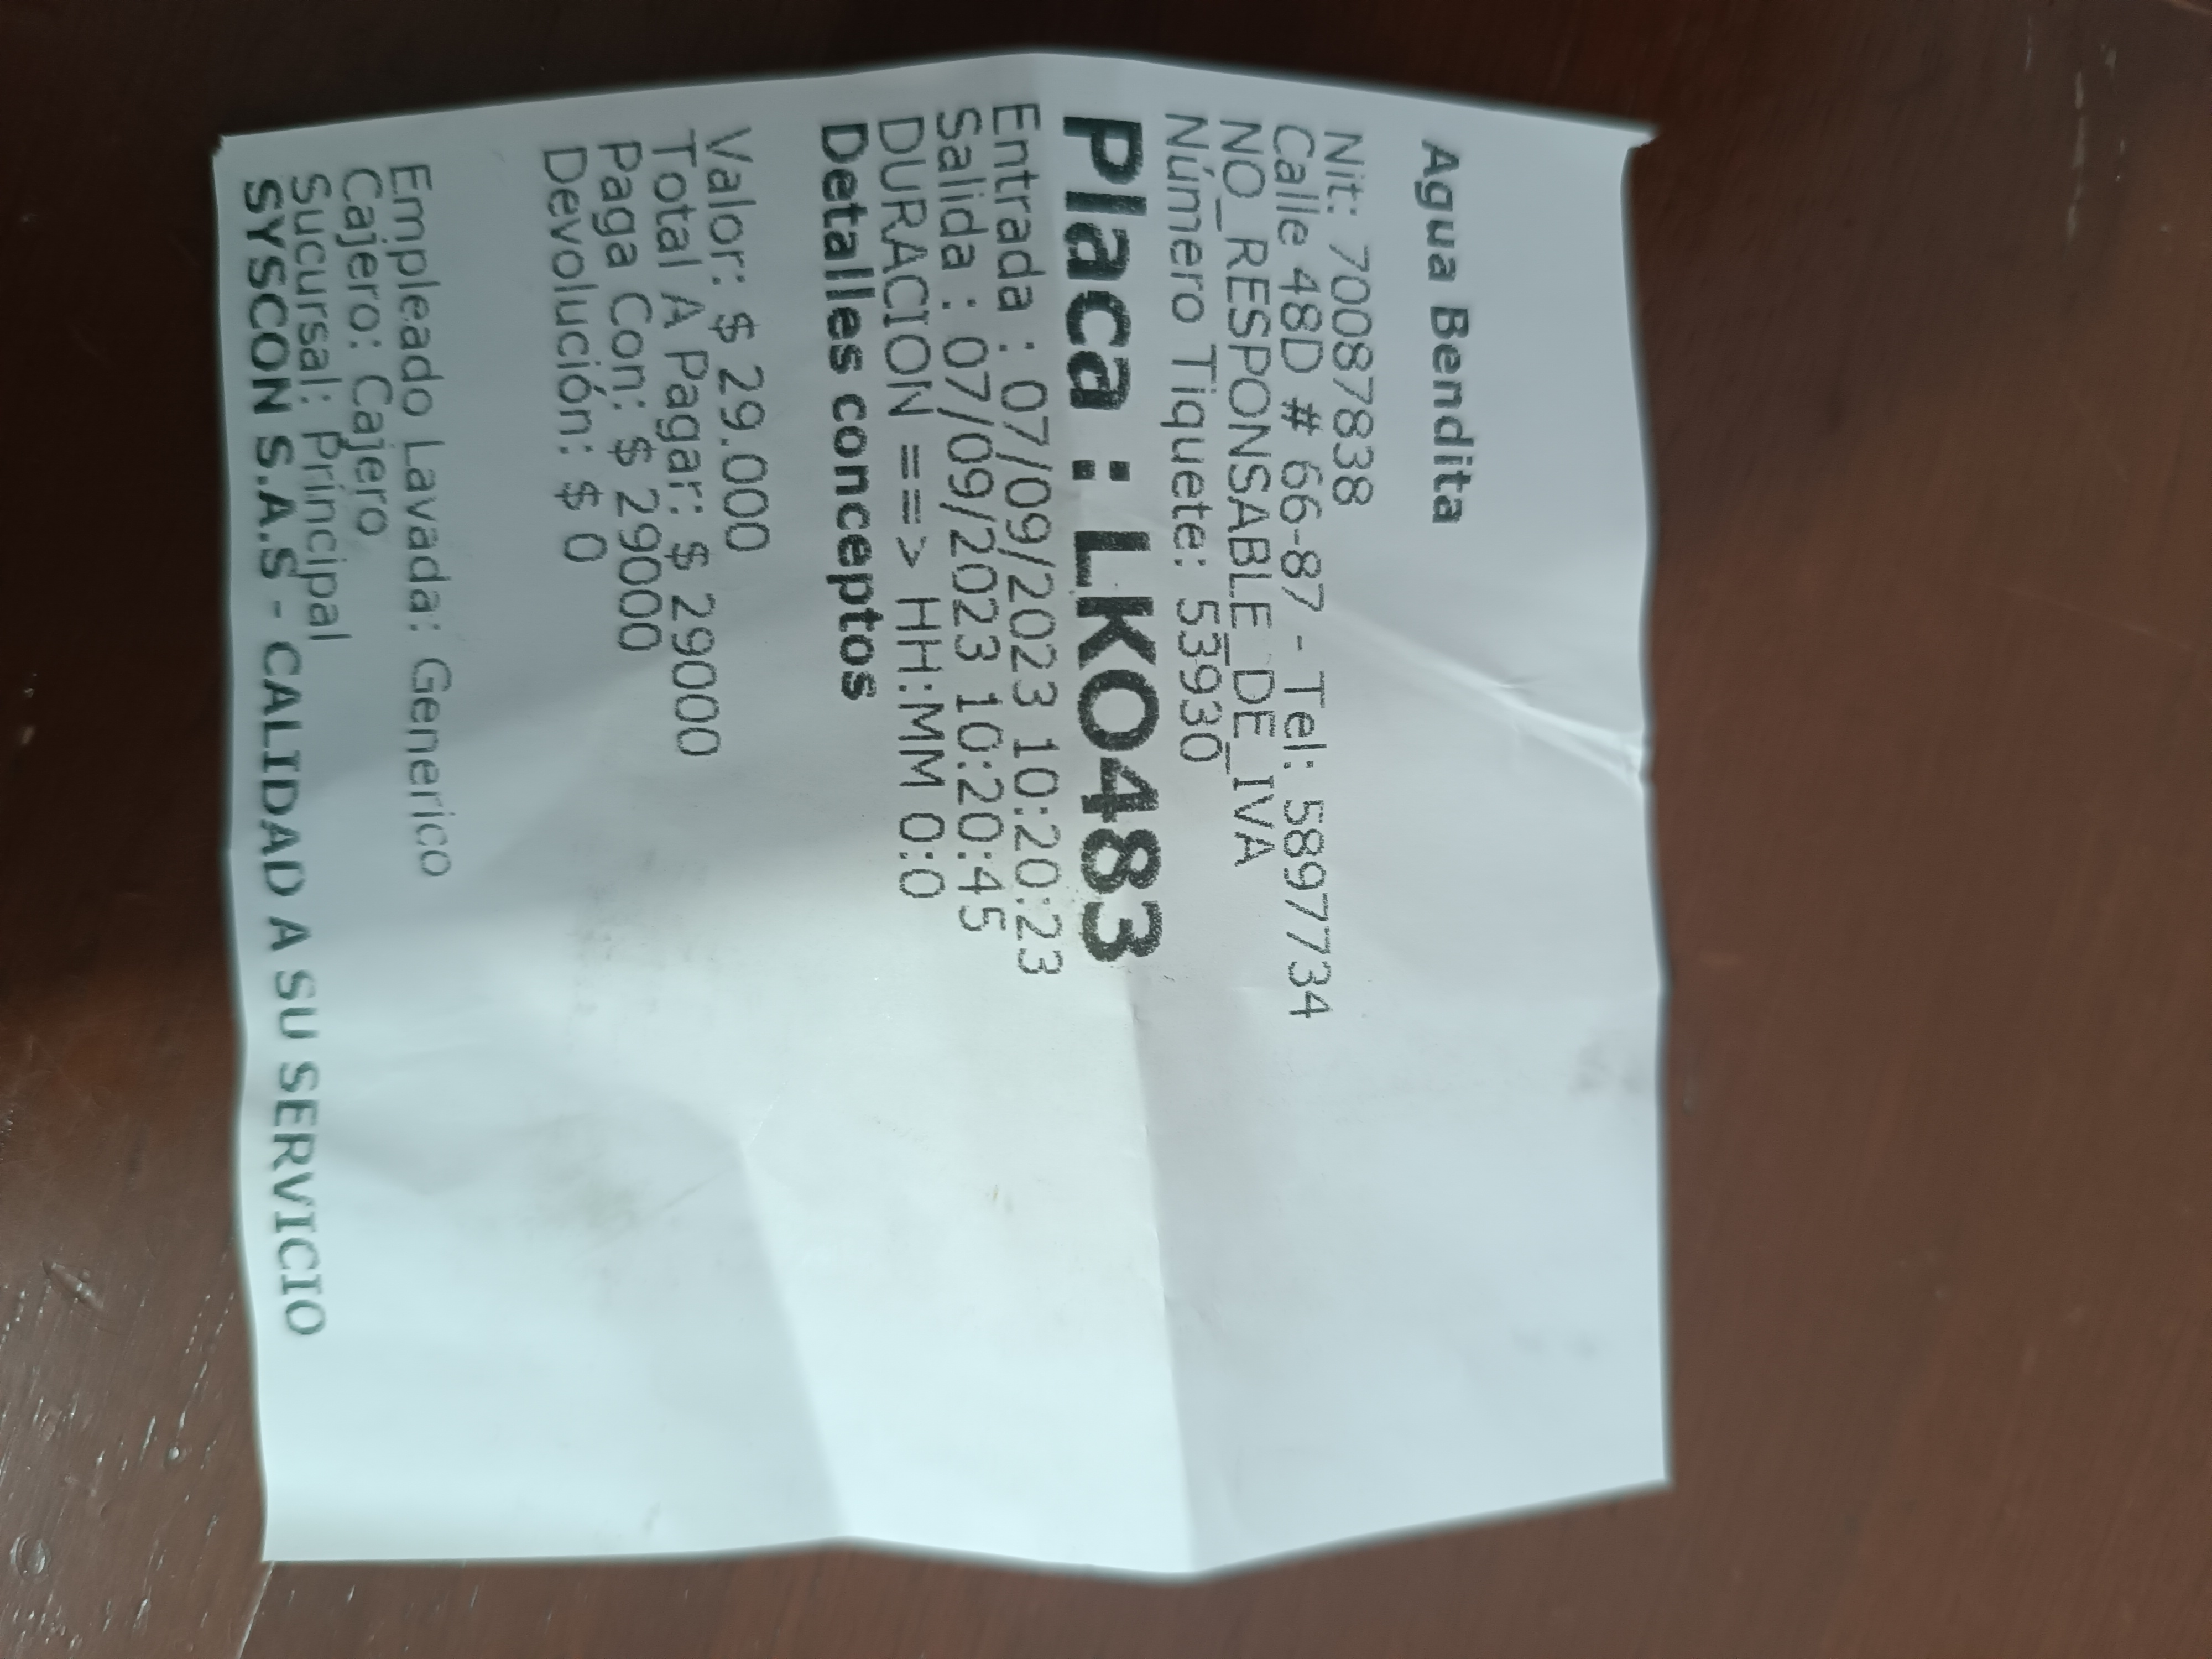 Agua Bendita
Nit: 70087838
Calle 48D # 66-87 - Tel: 5897734
NO_RESPONSABLE_DE_IVA
Número Tiquete: 53930
Placa : LKO483
Entrada : 07/09/2023 10:20:23
Salida : 07/09/2023 10:20:45
DURACION ==> HH:MM 0:0
Detalles conceptos
Valor: $ 29.000
Total A Pagar: $ 29000
Paga Con: $ 29000
Devolución: $ 0
Empleado Lavada: Generico
Cajero: Cajero
Sucursal: Principal
SYSCON S.A.S - CALIDAD A SU SERVICIO